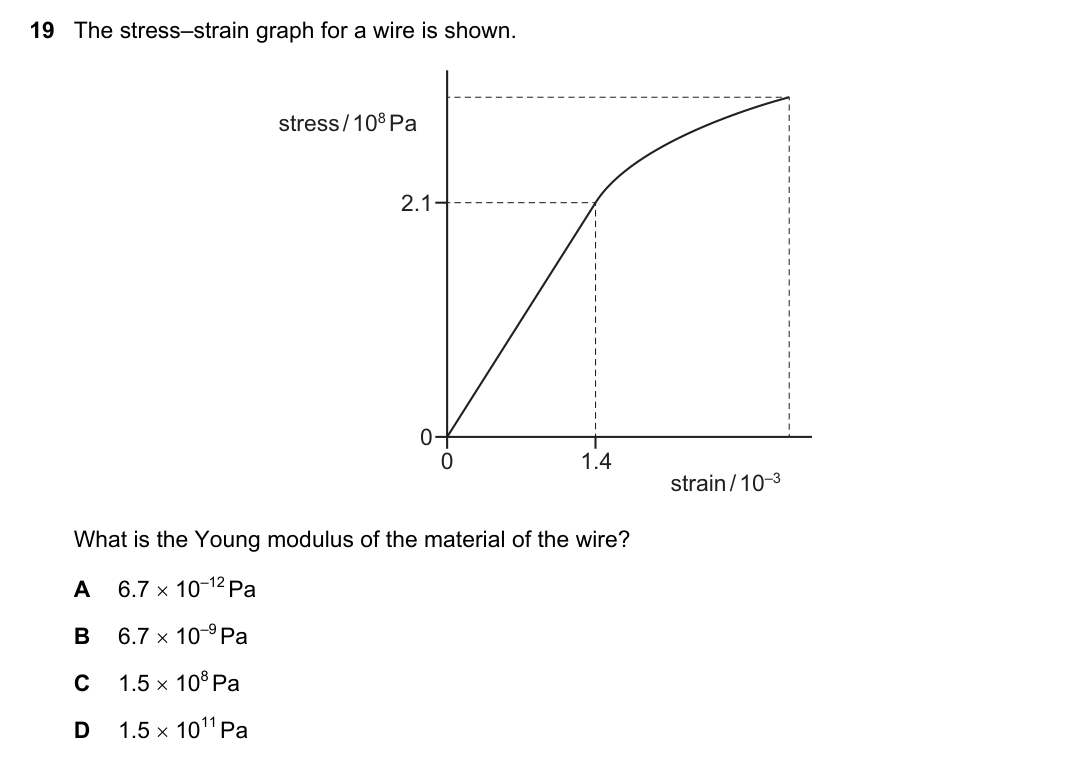 19 The stress–strain graph for a wire is shown.
stress / 10⁸ Pa
2.1
0
0 1.4
strain / 10⁻³
What is the Young modulus of the material of the wire?
A 6.7 × 10⁻¹² Pa
B 6.7 × 10⁻⁹ Pa
C 1.5 × 10⁸ Pa
D 1.5 × 10¹¹ Pa